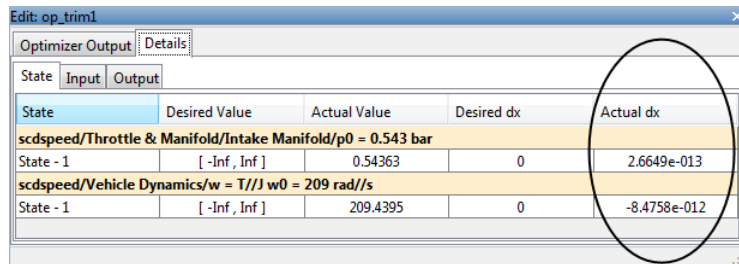 Edit: op_trim1
Optimizer Output Details
State Input Output
State Desired Value Actual Value Desired dx Actual dx
scdspeed/Throttle & Manifold/Intake Manifold/p0 = 0.543 bar
State - 1 [ -Inf , Inf ] 0.54363 0 2.6649e-013
scdspeed/Vehicle Dynamics/w = T//J w0 = 209 rad//s
State - 1 [ -Inf , Inf ] 209.4395 0 -8.4758e-012